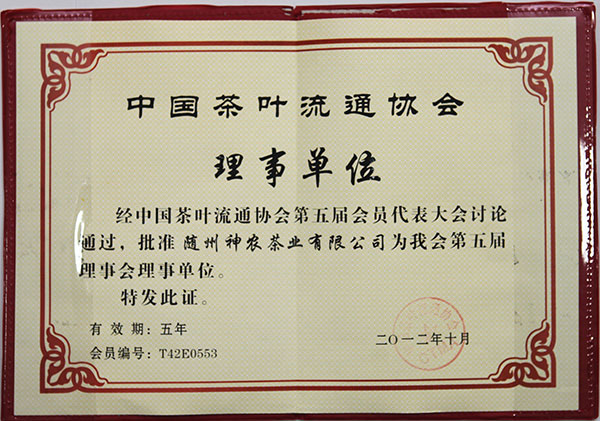 中国茶叶流通协会
理事单位
经中国茶叶流通协会第五届会员代表大会讨论
通过，批准 随州神农茶业有限公司 为我会第五届
理事会理事单位。
特发此证。
有 效 期：五年
会员编号：T42E0553
二〇一二年十月